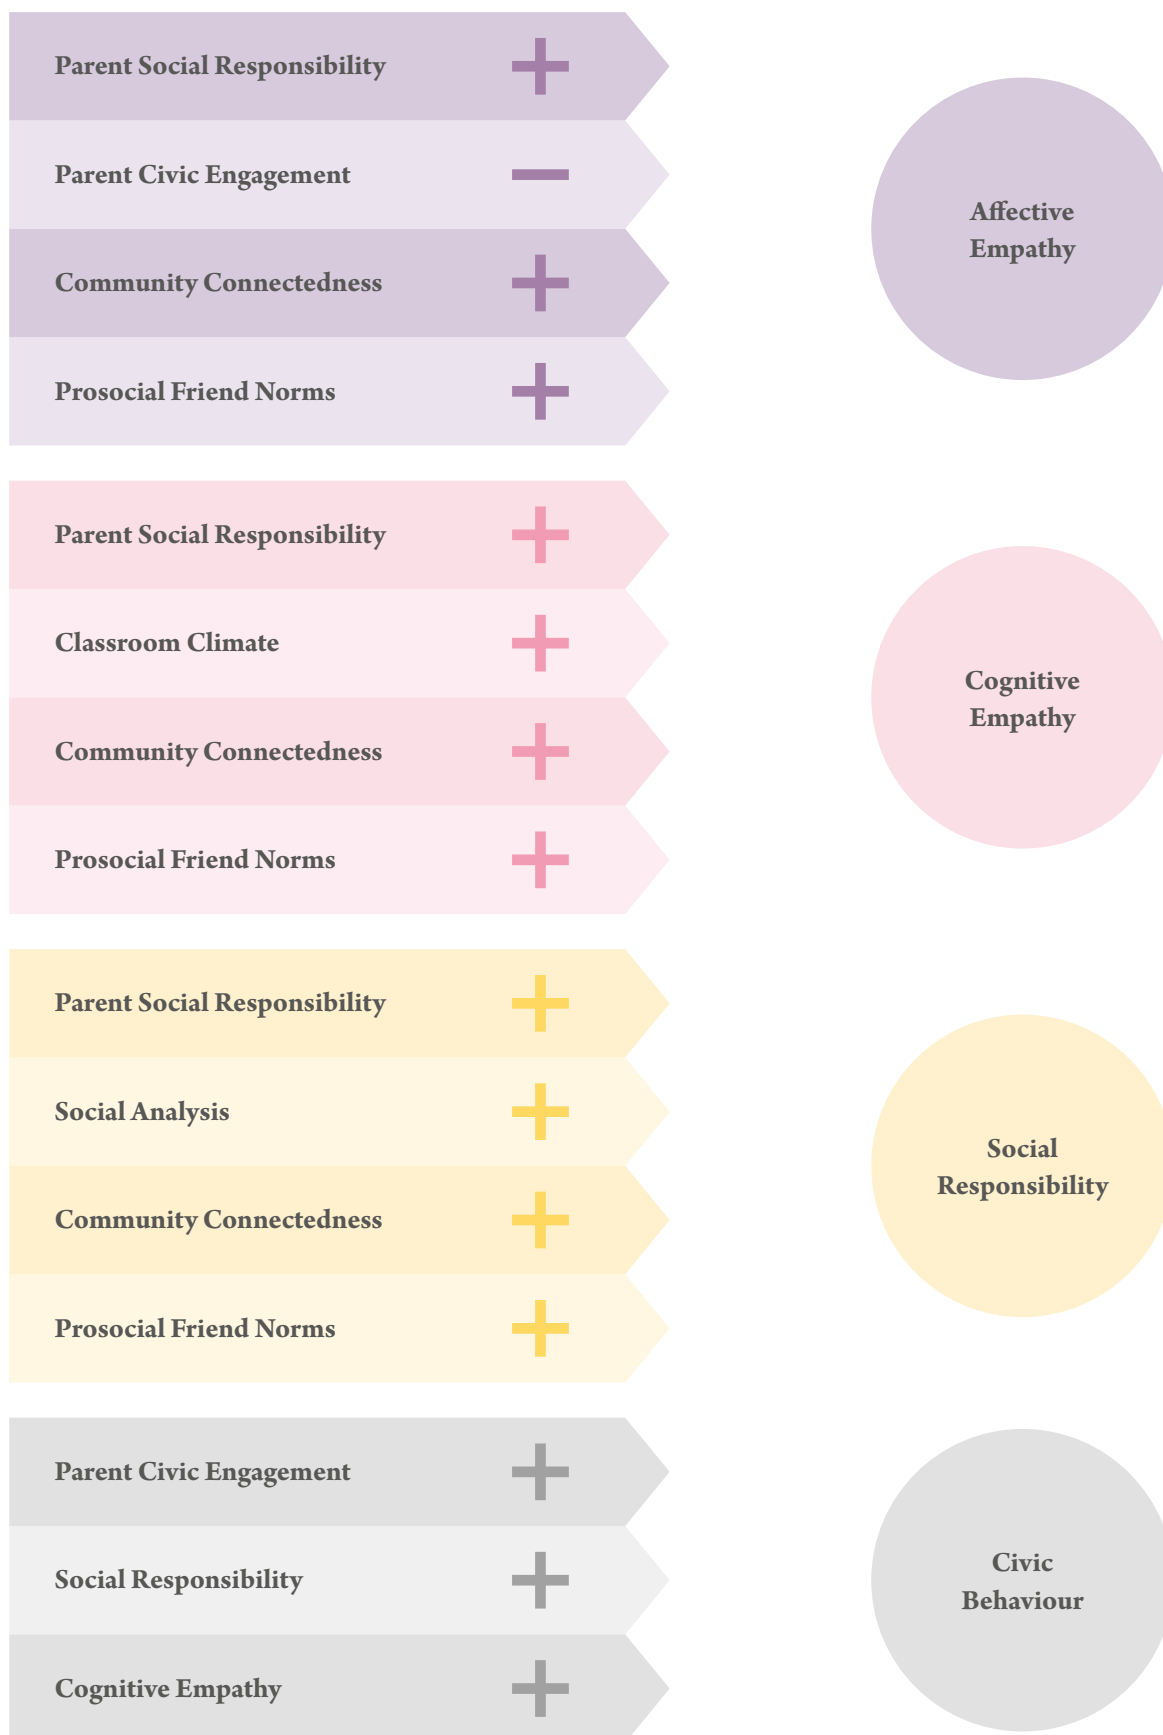 Parent Social Responsibility
Parent Civic Engagement
Community Connectedness
Prosocial Friend Norms
Affective
Empathy
Parent Social Responsibility
Classroom Climate
Community Connectedness
Prosocial Friend Norms
Cognitive
Empathy
Parent Social Responsibility
Social Analysis
Community Connectedness
Prosocial Friend Norms
Social
Responsibility
Parent Civic Engagement
Social Responsibility
Cognitive Empathy
Civic
Behaviour